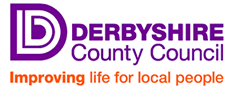 DERBYSHIRE
County Council
Improving life for local people